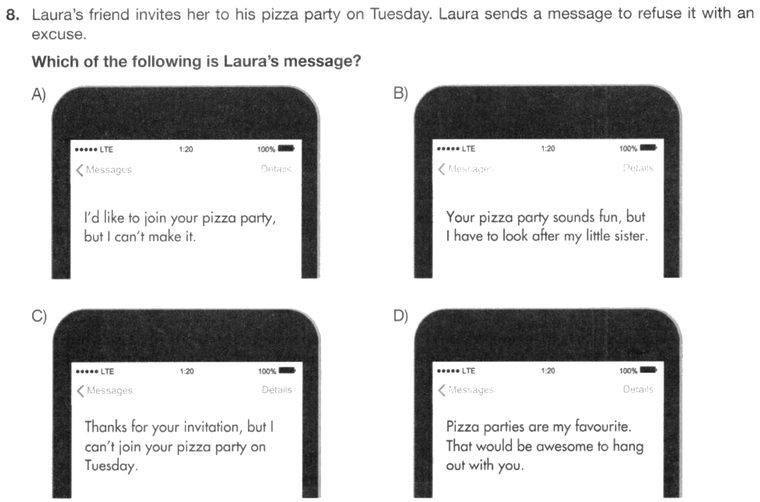 8. Laura's friend invites her to his pizza party on Tuesday. Laura sends a message to refuse it with an
excuse.
Which of the following is Laura's message?
A)
●●●●● LTE 1:20 100%
Messages Details
I'd like to join your pizza party,
but I can't make it.
B)
●●●●● LTE 1:20 100%
Messages Details
Your pizza party sounds fun, but
I have to look after my little sister.
C)
●●●●● LTE 1:20 100%
Messages Details
Thanks for your invitation, but I
can't join your pizza party on
Tuesday.
D)
●●●●● LTE 1:20 100%
Messages Details
Pizza parties are my favourite.
That would be awesome to hang
out with you.